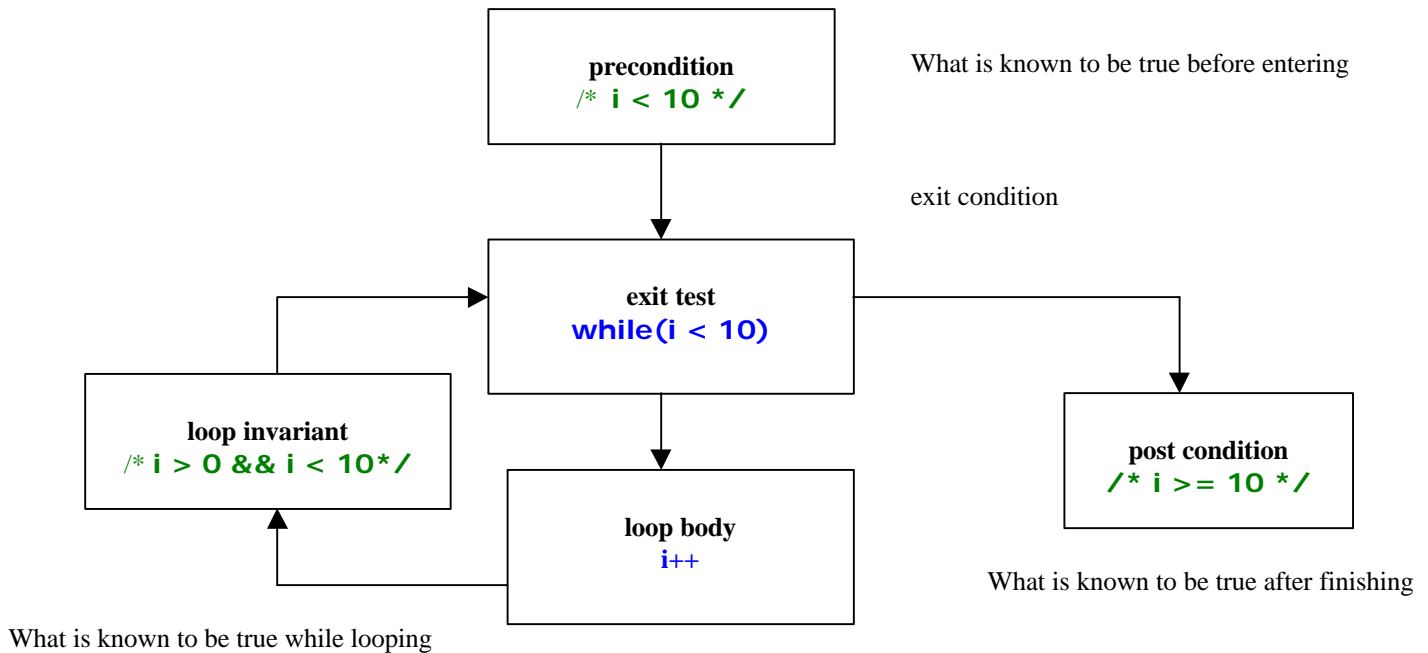 precondition
/* i < 10 */
What is known to be true before entering
exit condition
exit test
while(i < 10)
loop invariant
/* i > 0 && i < 10*/
post condition
/* i >= 10 */
loop body
i++
What is known to be true after finishing
What is known to be true while looping